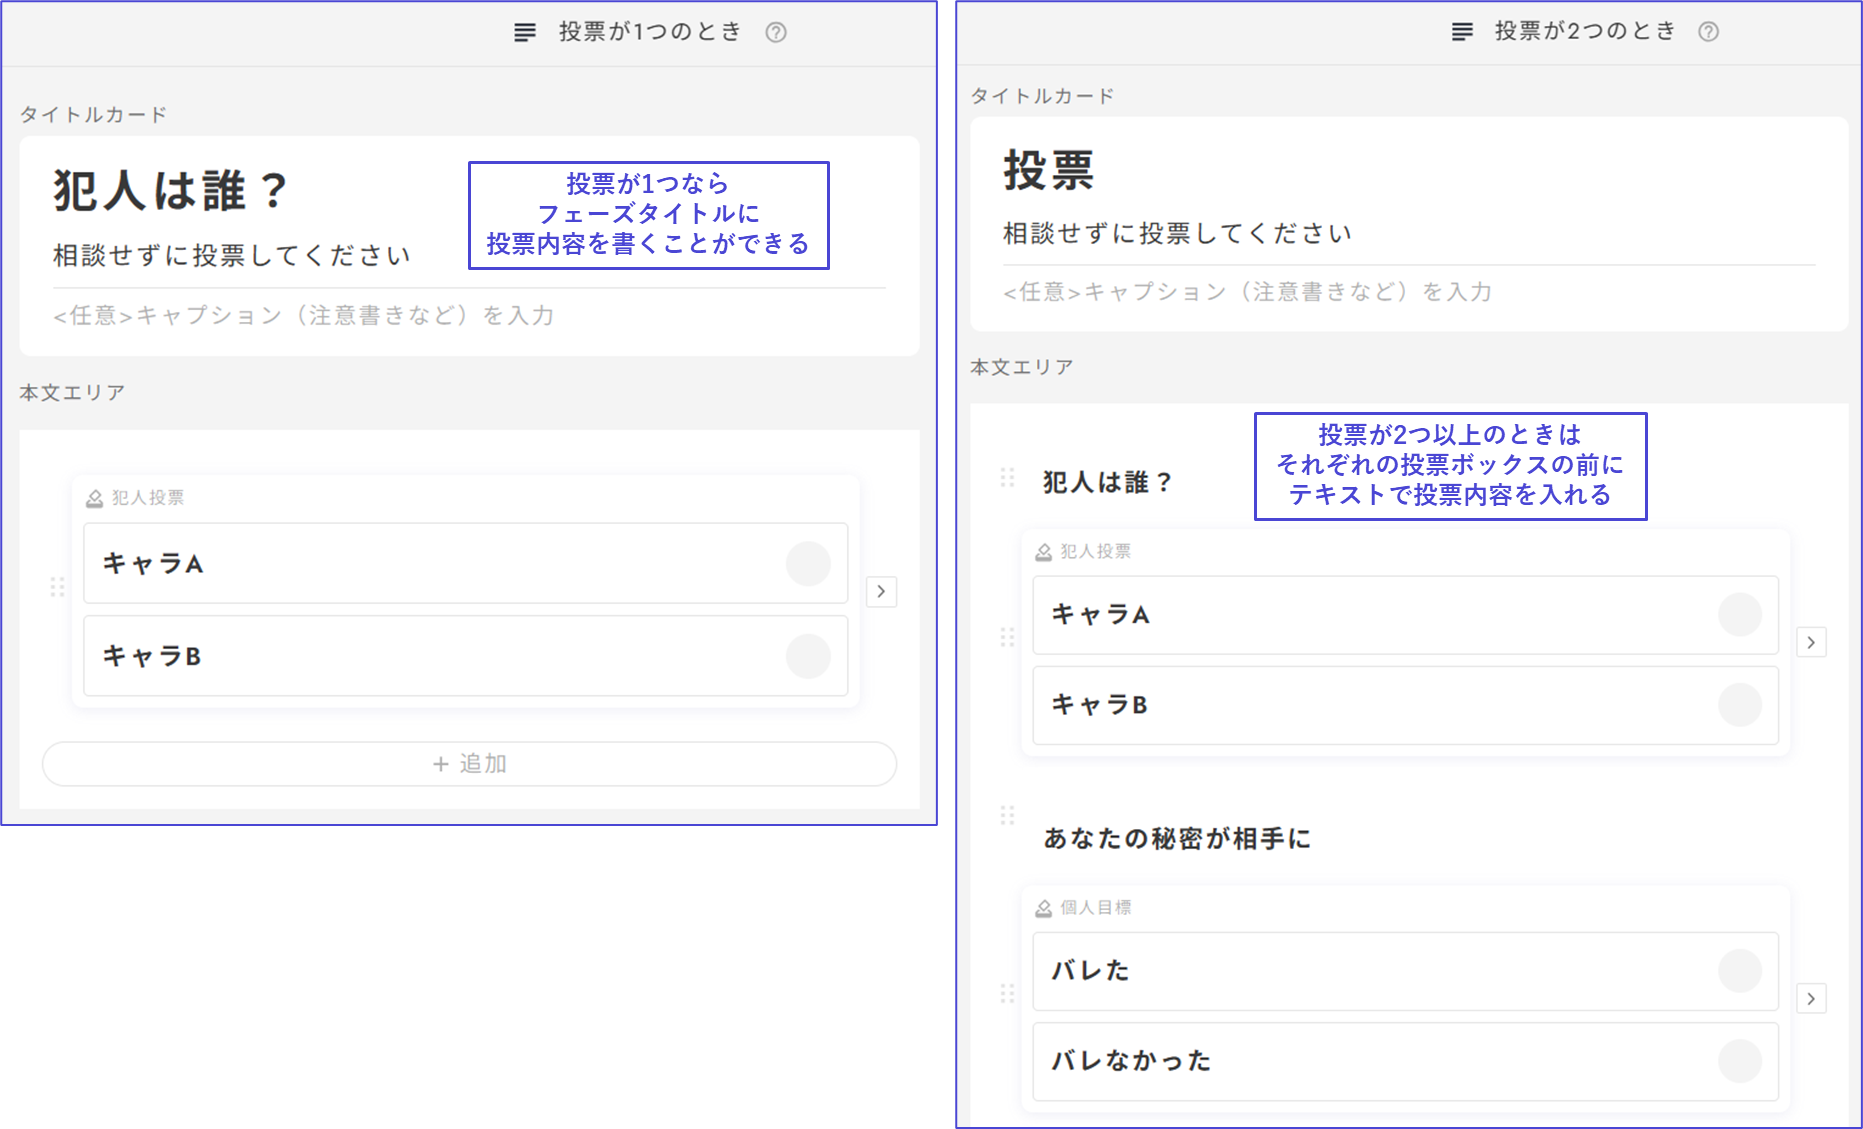 投票が1つのとき
タイトルカード
犯人は誰？
相談せずに投票してください
<任意>キャプション（注意書きなど）を入力
投票が1つなら
フェーズタイトルに
投票内容を書くことができる
本文エリア
犯人投票
キャラA
キャラB
+ 追加
投票が2つのとき
タイトルカード
投票
相談せずに投票してください
<任意>キャプション（注意書きなど）を入力
本文エリア
犯人は誰？
投票が2つ以上のときは
それぞれの投票ボックスの前に
テキストで投票内容を入れる
犯人投票
キャラA
キャラB
あなたの秘密が相手に
個人目標
バレた
バレなかった